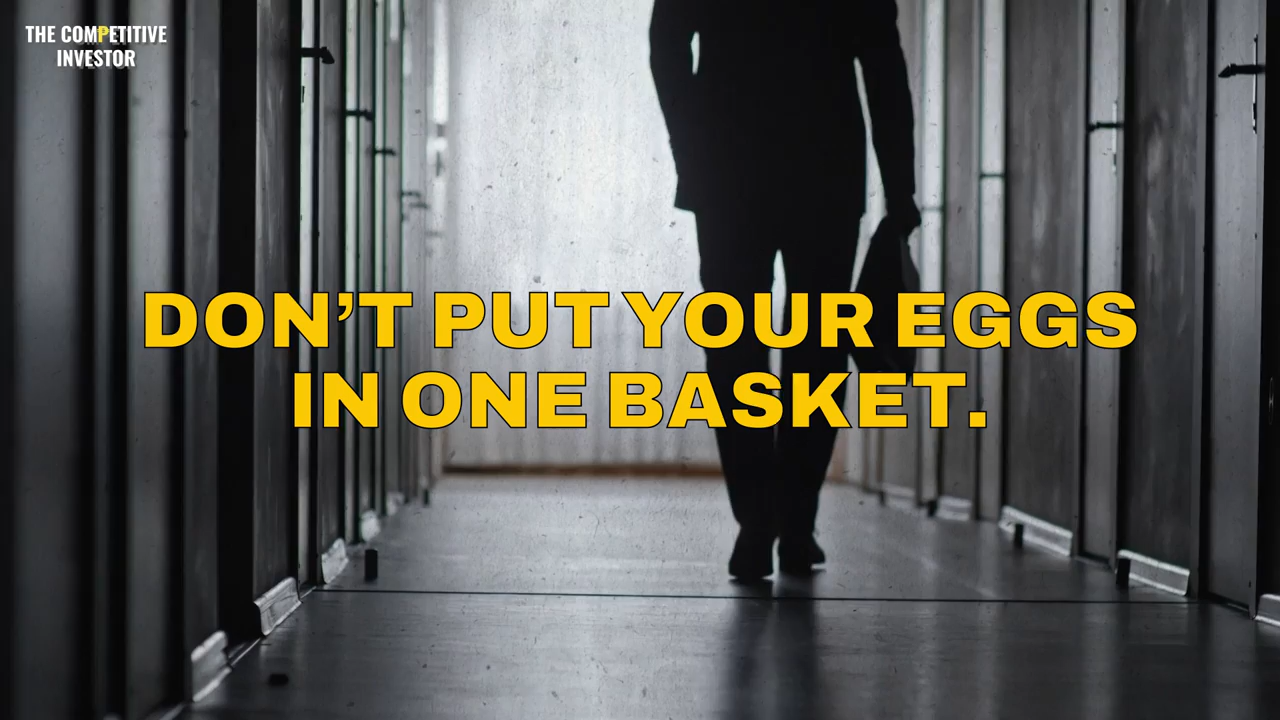 THE COMPETITIVE
INVESTOR
DON’T PUT YOUR EGGS
IN ONE BASKET.